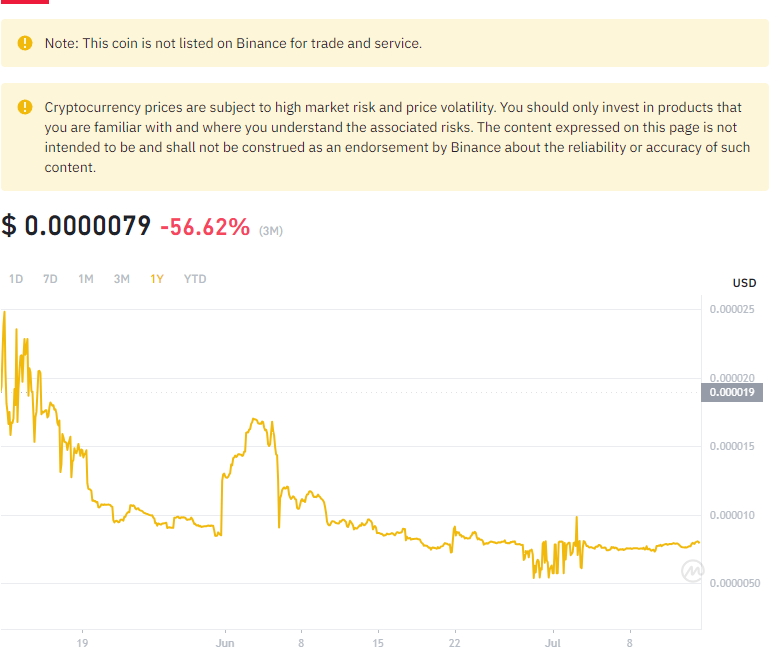 Note: This coin is not listed on Binance for trade and service.
Cryptocurrency prices are subject to high market risk and price volatility. You should only invest in products that
you are familiar with and where you understand the associated risks. The content expressed on this page is not
intended to be and shall not be construed as an endorsement by Binance about the reliability or accuracy of such
content.
$ 0.0000079 -56.62% (3M)
1D 7D 1M 3M 1Y YTD
USD
0.000025
0.000020
0.000019
0.000015
0.000010
0.0000050
19 Jun 8 15 22 Jul 8